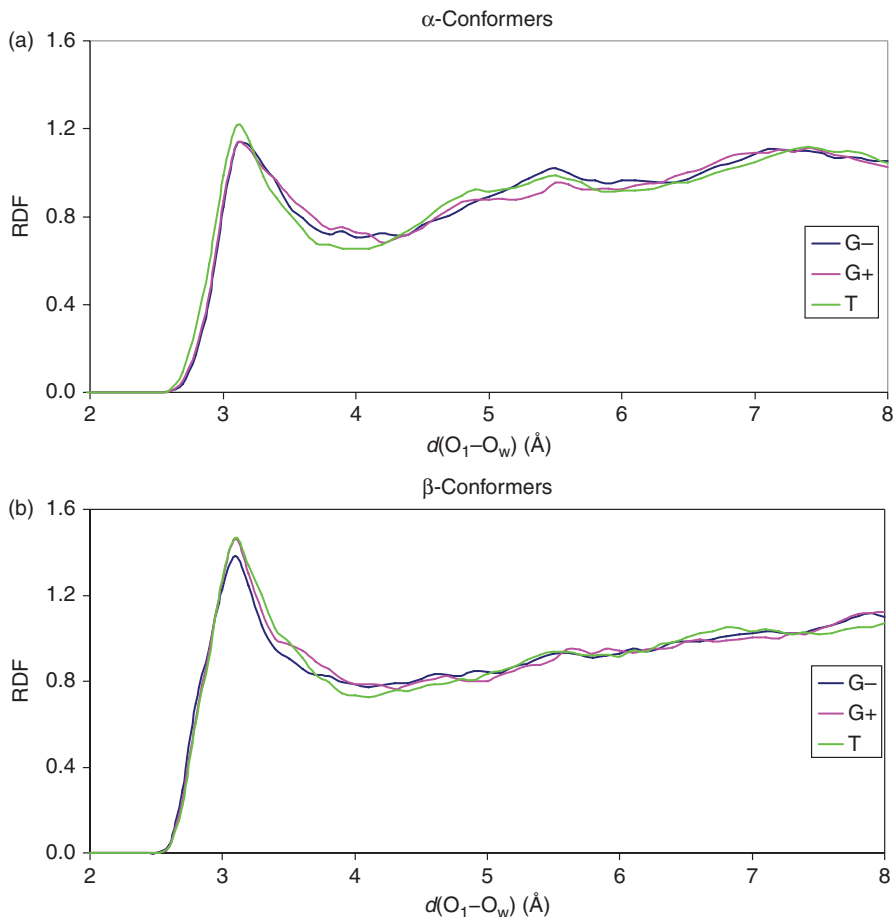 (a)
α-Conformers
1.6
1.2
0.8
0.4
0.0
RDF
2 3 4 5 6 7 8
d(O₁–O_w) (Å)
G–
G+
T
(b)
β-Conformers
1.6
1.2
0.8
0.4
0.0
RDF
2 3 4 5 6 7 8
d(O₁–O_w) (Å)
G–
G+
T